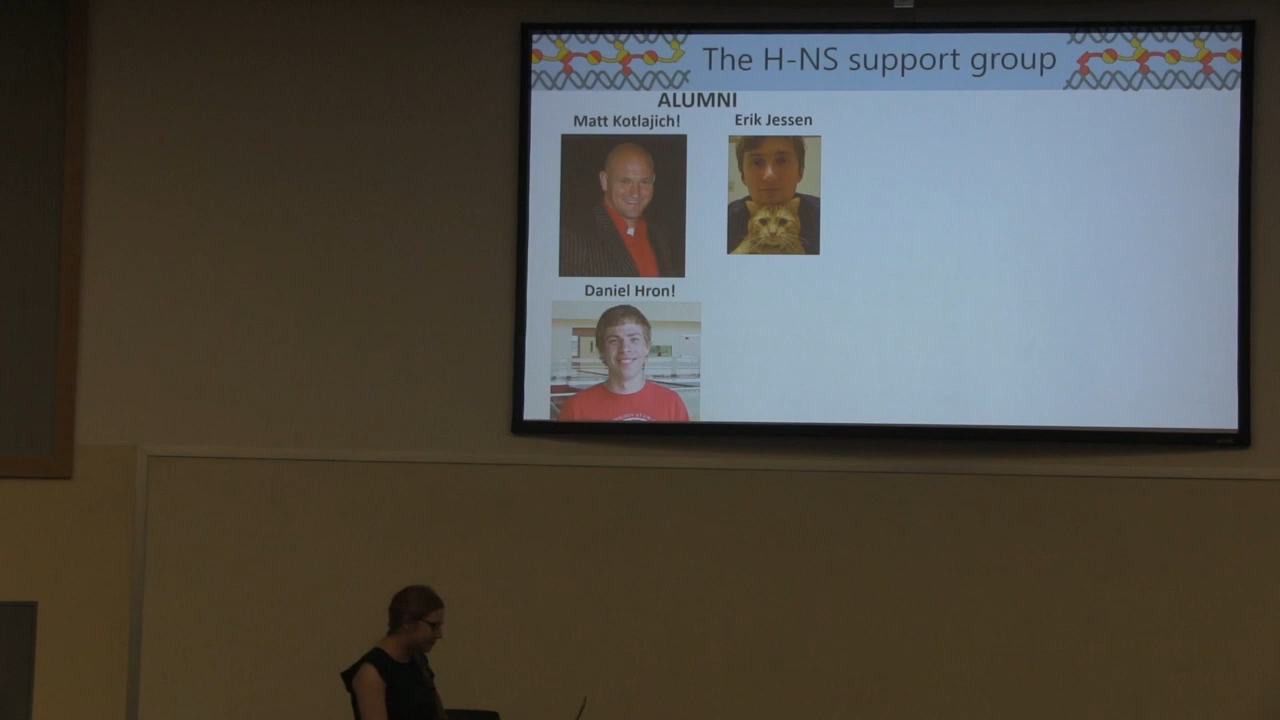 The H-NS support group
ALUMNI
Matt Kotlajich!
Erik Jessen
Daniel Hron!